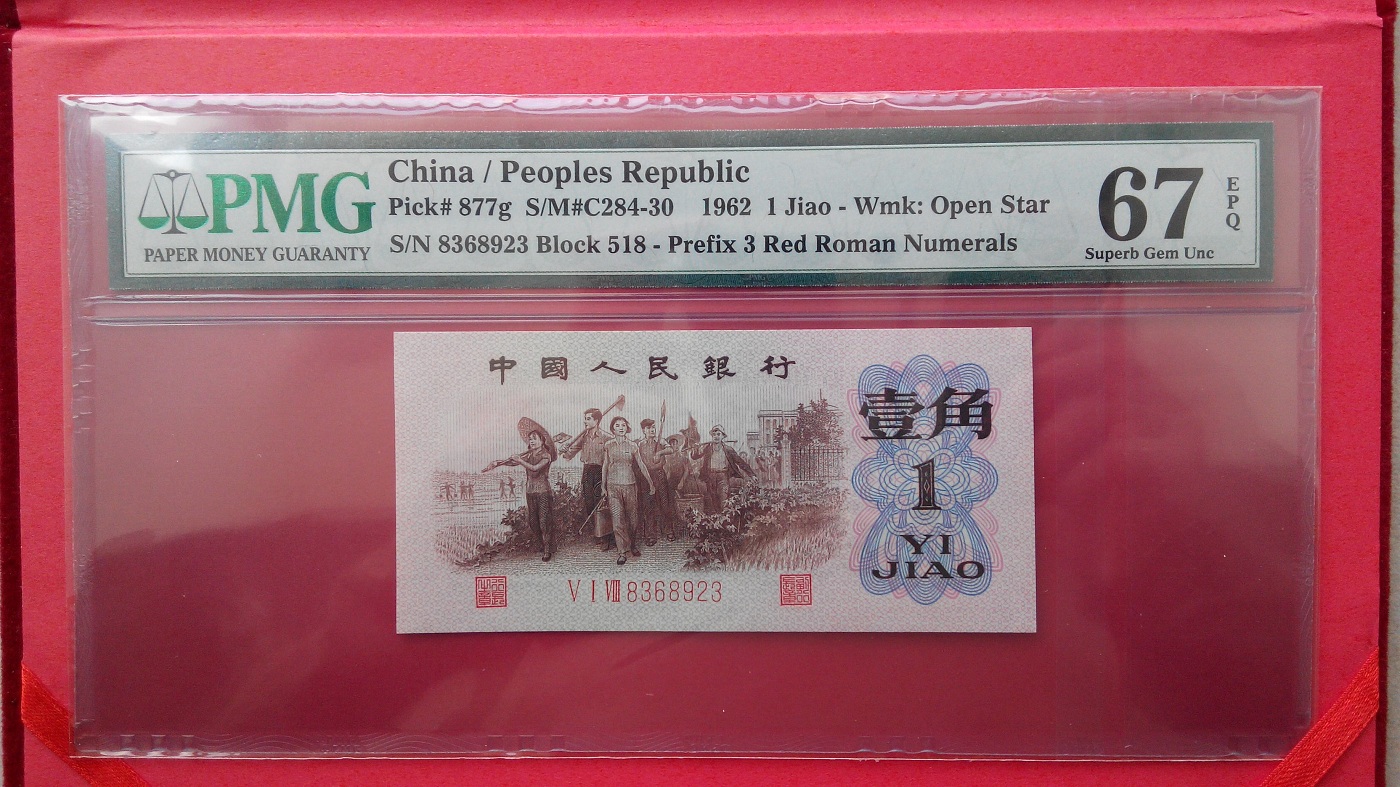 PMG
PAPER MONEY GUARANTY
China / Peoples Republic
Pick# 877g S/M#C284-30 1962 1 Jiao - Wmk: Open Star
S/N 8368923 Block 518 - Prefix 3 Red Roman Numerals
67
EPQ
Superb Gem Unc
中國人民銀行
壹角
1
YI
JIAO
V I VIII 8368923